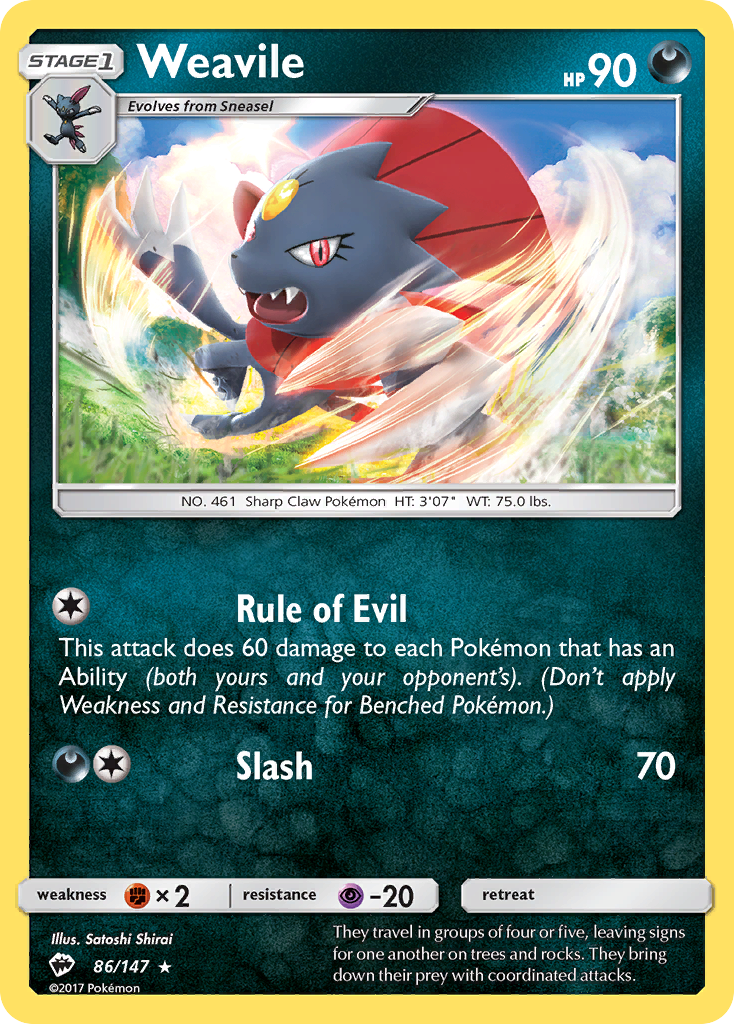 STAGE1
Weavile
HP 90
Evolves from Sneasel
NO. 461 Sharp Claw Pokémon HT: 3'07" WT: 75.0 lbs.
Rule of Evil
This attack does 60 damage to each Pokémon that has an
Ability (both yours and your opponent's). (Don't apply
Weakness and Resistance for Benched Pokémon.)
Slash 70
weakness ×2 resistance -20 retreat
Illus. Satoshi Shirai
86/147 ★
©2017 Pokémon
They travel in groups of four or five, leaving signs
for one another on trees and rocks. They bring
down their prey with coordinated attacks.